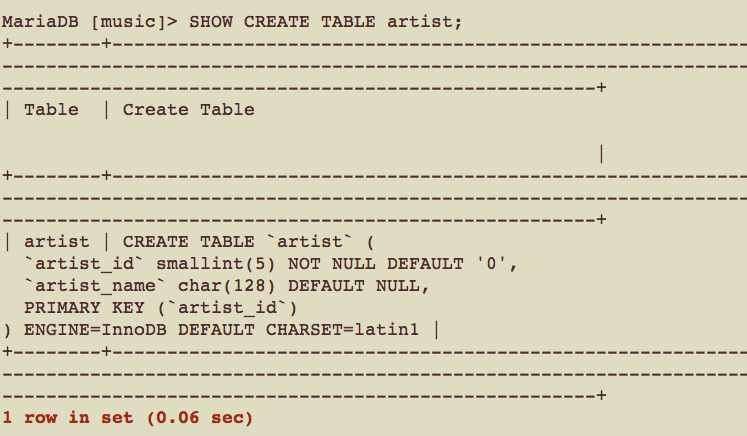 MariaDB [music]> SHOW CREATE TABLE artist;
+--------+----------------------------------------------------------
--------------------------------------------------------------------
------------------------------------------------------+
| Table  | Create Table
                                                      |
+--------+----------------------------------------------------------
--------------------------------------------------------------------
------------------------------------------------------+
| artist | CREATE TABLE `artist` (
  `artist_id` smallint(5) NOT NULL DEFAULT '0',
  `artist_name` char(128) DEFAULT NULL,
  PRIMARY KEY (`artist_id`)
) ENGINE=InnoDB DEFAULT CHARSET=latin1 |
+--------+----------------------------------------------------------
--------------------------------------------------------------------
------------------------------------------------------+
1 row in set (0.06 sec)